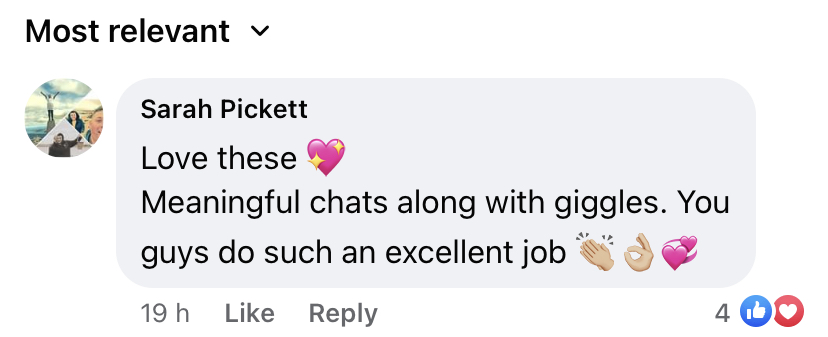 Most relevant
Sarah Pickett
Love these 💖
Meaningful chats along with giggles. You
guys do such an excellent job 👏🏼👌🏼💞
19 h Like Reply 4